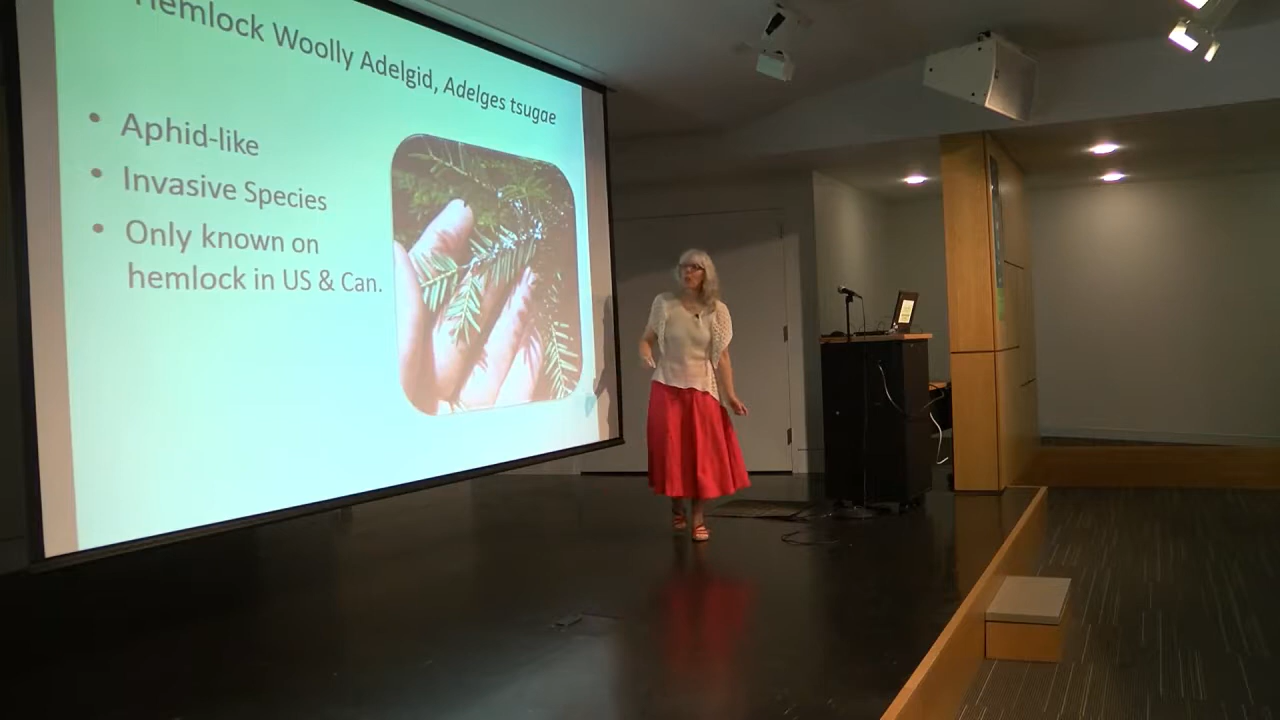 Hemlock Woolly Adelgid, Adelges tsugae
• Aphid-like
• Invasive Species
• Only known on
hemlock in US & Can.